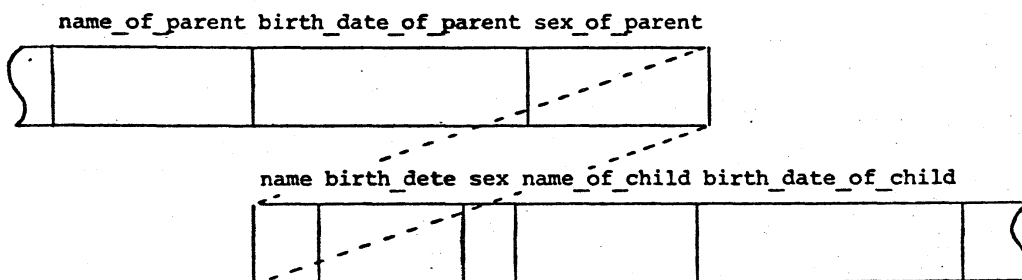 name_of_parent birth_date_of_parent sex_of_parent
name birth_dete sex name_of_child birth_date_of_child